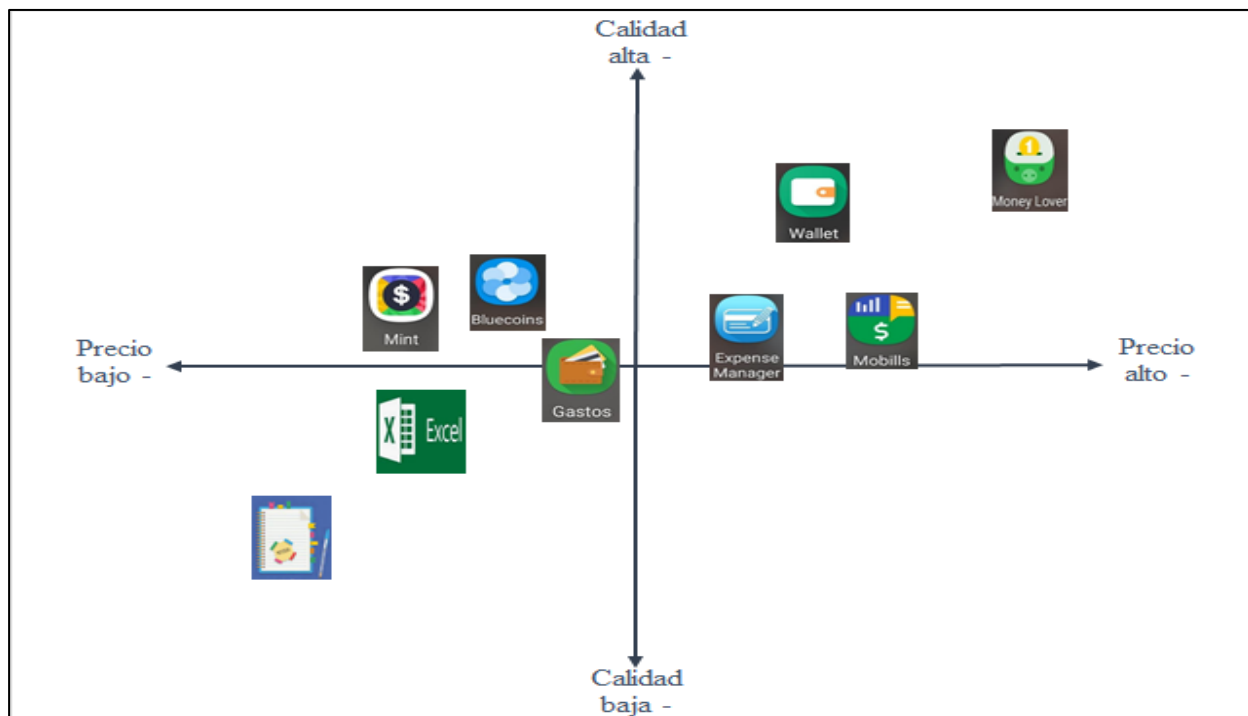 Calidad
alta -
Money Lover
Wallet
$
Bluecoins
Mint
$
Expense
Manager
Mobills
Precio
bajo -
Precio
alto -
Gastos
X Excel
Calidad
baja -